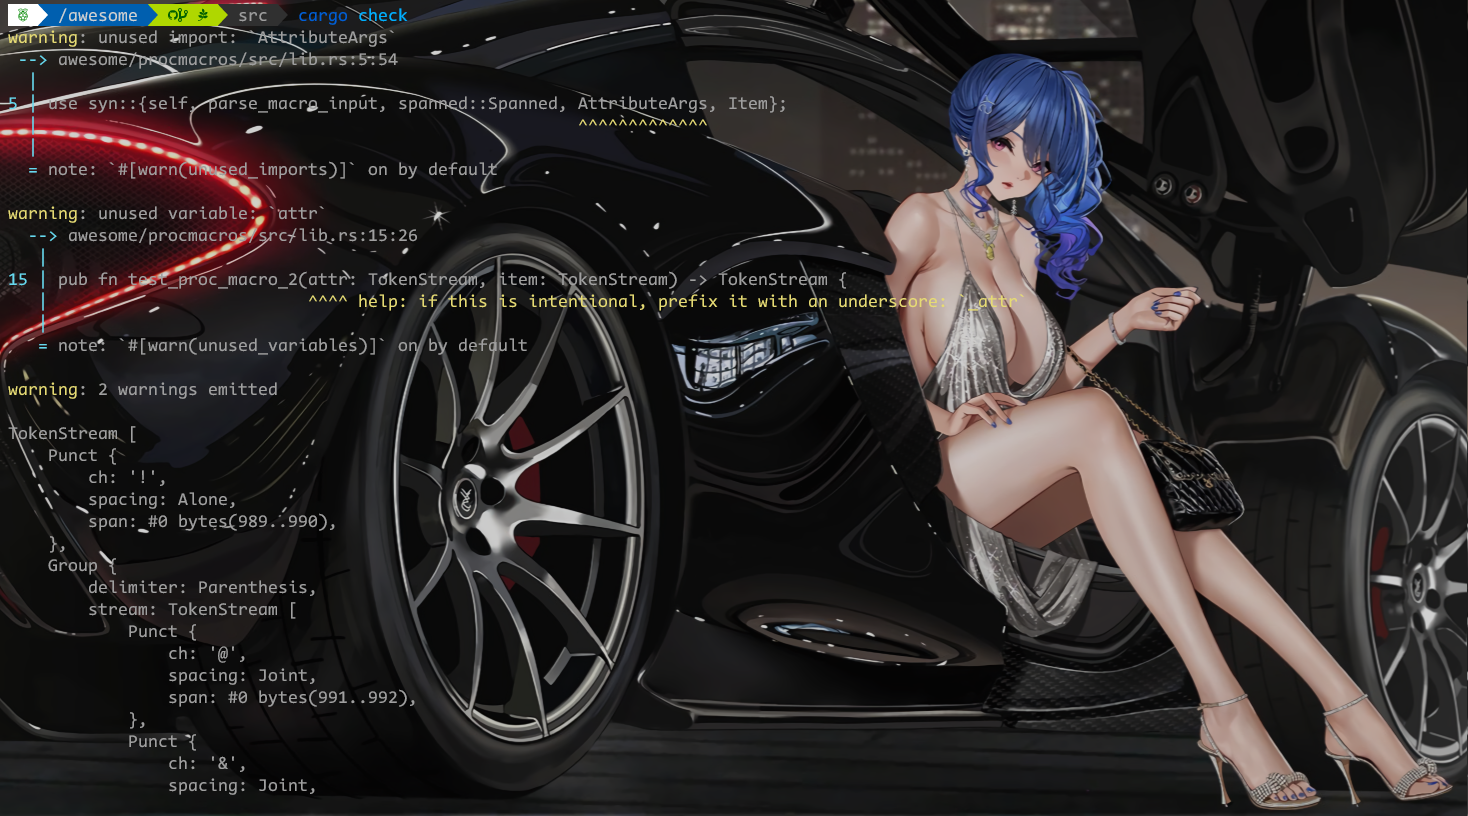 /awesome src cargo check
warning: unused import: `AttributeArgs`
--> awesome/procmacros/src/lib.rs:5:54
|
5 | use syn::{self, parse_macro_input, spanned::Spanned, AttributeArgs, Item};
| ^^^^^^^^^^^^^
|
= note: `#[warn(unused_imports)]` on by default
warning: unused variable: `attr`
--> awesome/procmacros/src/lib.rs:15:26
|
15 | pub fn test_proc_macro_2(attr: TokenStream, item: TokenStream) -> TokenStream {
| ^^^^ help: if this is intentional, prefix it with an underscore: `_attr`
|
= note: `#[warn(unused_variables)]` on by default
warning: 2 warnings emitted
TokenStream [
Punct {
ch: '!',
spacing: Alone,
span: #0 bytes(989..990),
},
Group {
delimiter: Parenthesis,
stream: TokenStream [
Punct {
ch: '@',
spacing: Joint,
span: #0 bytes(991..992),
},
Punct {
ch: '&',
spacing: Joint,